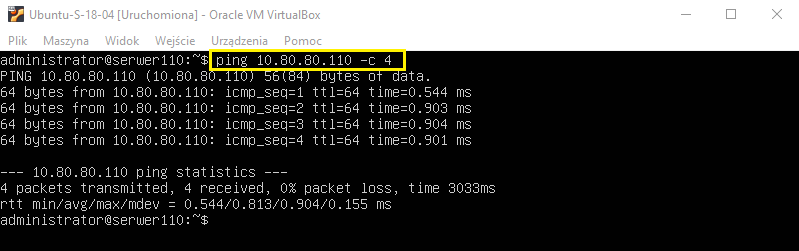 Ubuntu-S-18-04 [Uruchomiona] - Oracle VM VirtualBox
Plik Maszyna Widok Wejście Urządzenia Pomoc
administrator@serwer110:~$ ping 10.80.80.110 -c 4
PING 10.80.80.110 (10.80.80.110) 56(84) bytes of data.
64 bytes from 10.80.80.110: icmp_seq=1 ttl=64 time=0.544 ms
64 bytes from 10.80.80.110: icmp_seq=2 ttl=64 time=0.903 ms
64 bytes from 10.80.80.110: icmp_seq=3 ttl=64 time=0.904 ms
64 bytes from 10.80.80.110: icmp_seq=4 ttl=64 time=0.901 ms
--- 10.80.80.110 ping statistics ---
4 packets transmitted, 4 received, 0% packet loss, time 3033ms
rtt min/avg/max/mdev = 0.544/0.813/0.904/0.155 ms
administrator@serwer110:~$